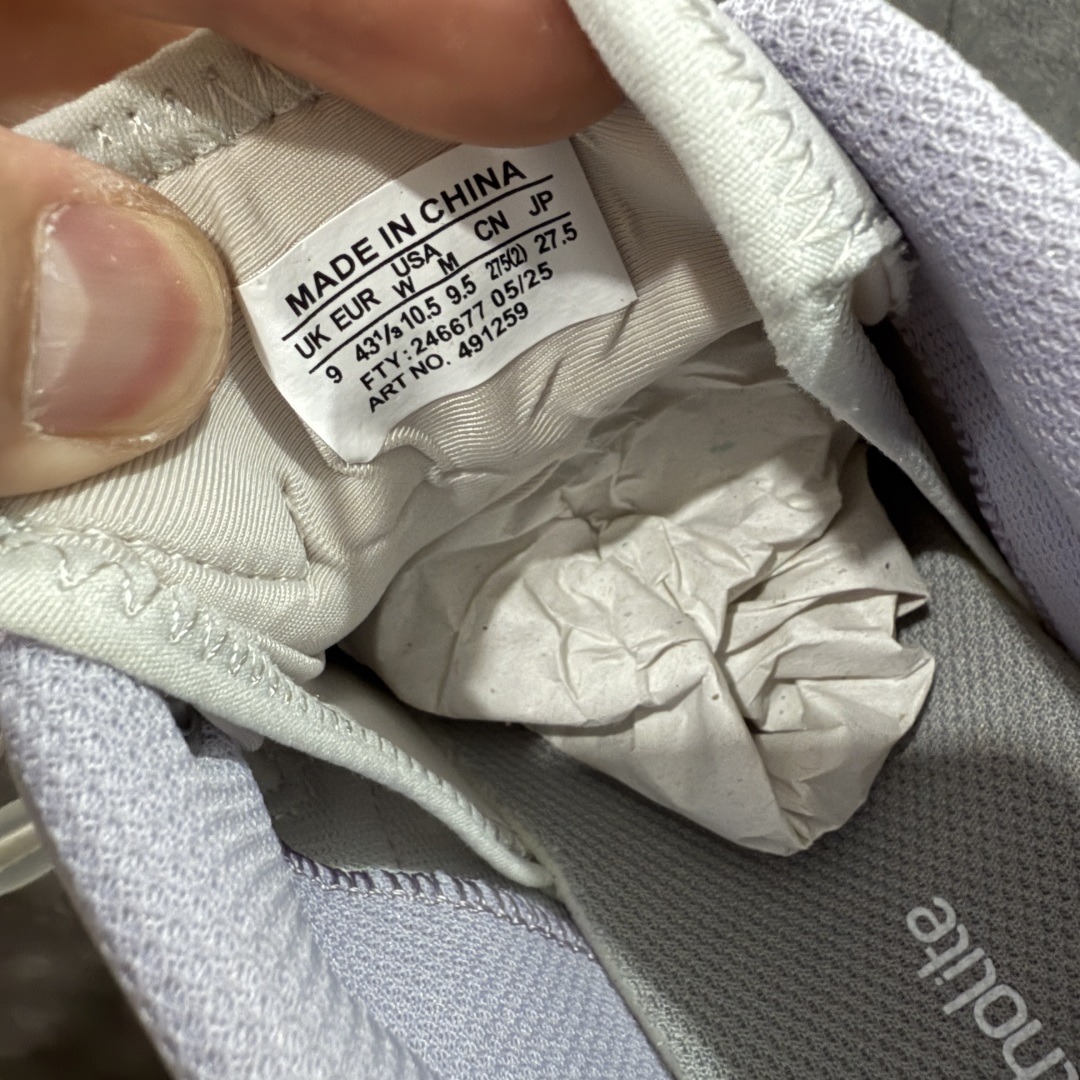 MADE IN CHINA
USA CN JP
UK EUR W M
9 43¹/₃ 10.5 9.5 275(2) 27.5
FTY: 246677 05/25
ART NO. 491259